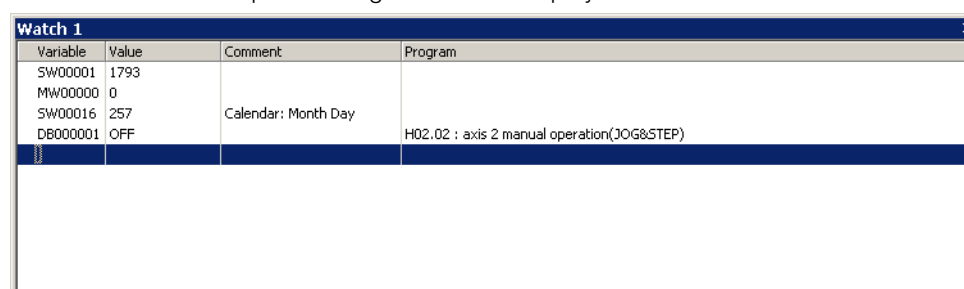 Watch 1
Variable Value Comment Program
SW00001 1793
MW00000 0
SW00016 257 Calendar: Month Day
DB000001 OFF H02.02 : axis 2 manual operation(JOG&STEP)